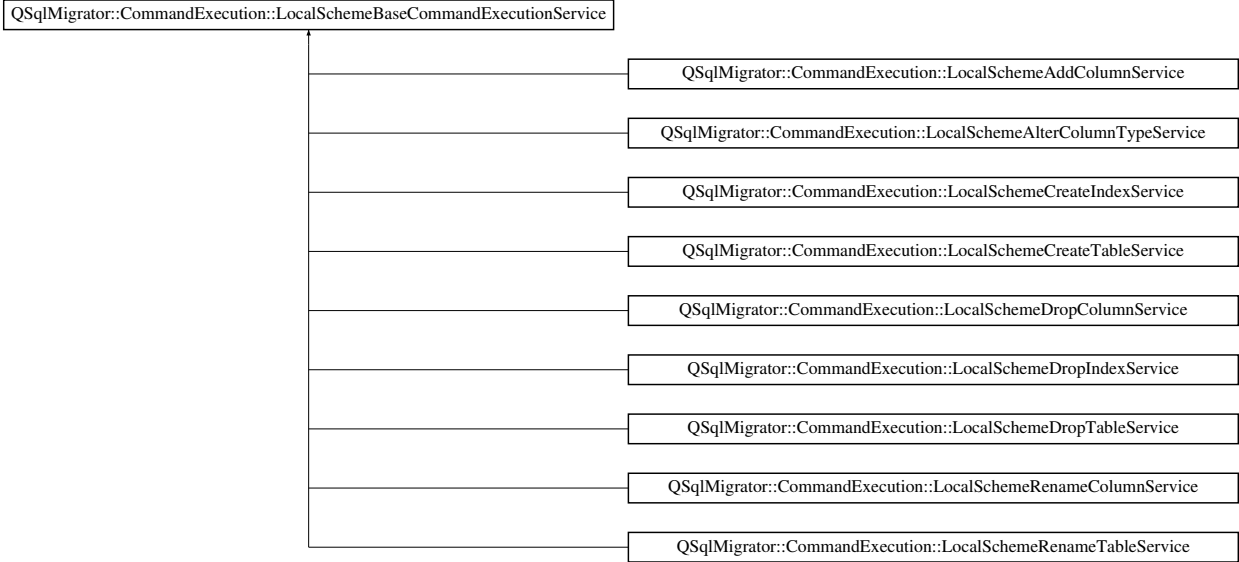 QSqlMigrator::CommandExecution::LocalSchemeBaseCommandExecutionService
QSqlMigrator::CommandExecution::LocalSchemeAddColumnService
QSqlMigrator::CommandExecution::LocalSchemeAlterColumnTypeService
QSqlMigrator::CommandExecution::LocalSchemeCreateIndexService
QSqlMigrator::CommandExecution::LocalSchemeCreateTableService
QSqlMigrator::CommandExecution::LocalSchemeDropColumnService
QSqlMigrator::CommandExecution::LocalSchemeDropIndexService
QSqlMigrator::CommandExecution::LocalSchemeDropTableService
QSqlMigrator::CommandExecution::LocalSchemeRenameColumnService
QSqlMigrator::CommandExecution::LocalSchemeRenameTableService